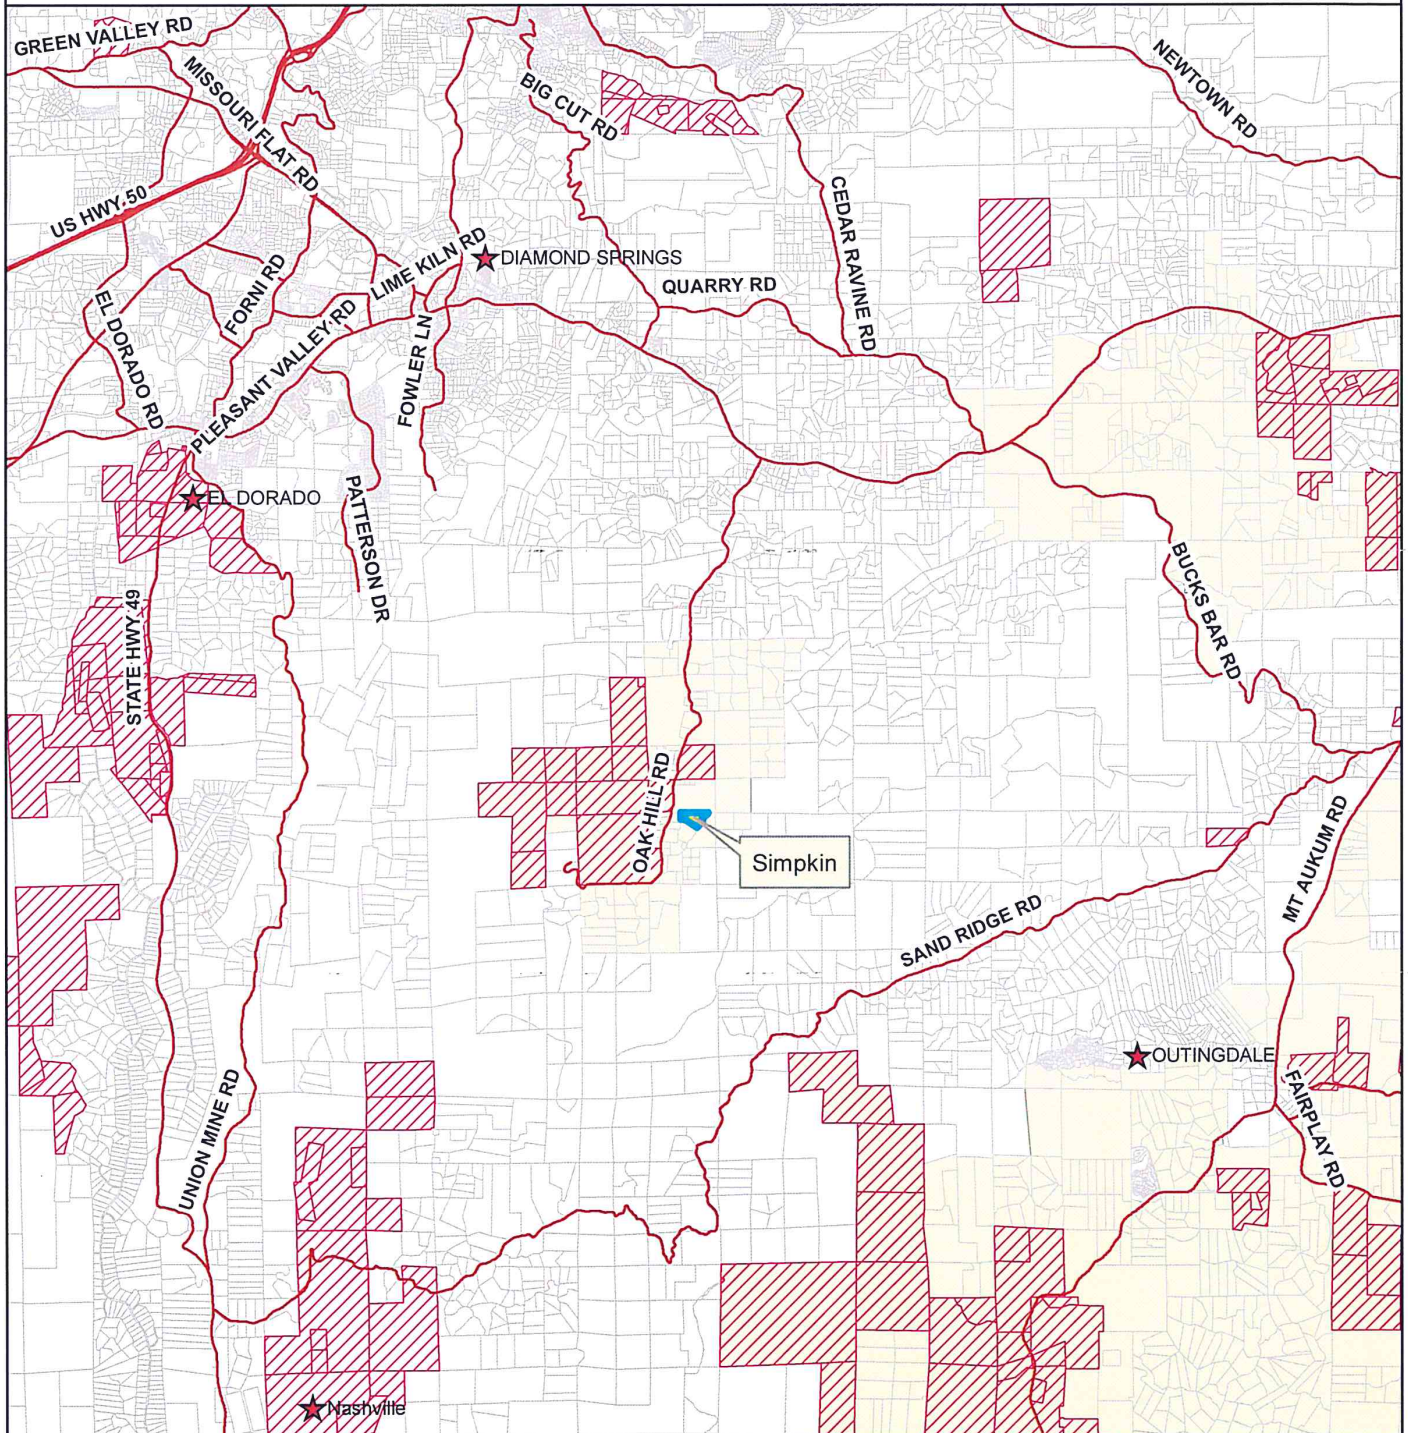 GREEN VALLEY RD
MISSOURI FLAT RD
BIG CUT RD
NEWTOWN RD
US HWY 50
CEDAR RAVINE RD
LIME KILN RD
DIAMOND SPRINGS
QUARRY RD
FORNI RD
EL DORADO RD
PLEASANT VALLEY RD
FOWLER LN
EL DORADO
PATTERSON DR
BUCKS BAR RD
STATE HWY 49
OAK HILL RD
Simpkin
MT AUKUM RD
SAND RIDGE RD
OUTINGDALE
FAIRPLAY RD
UNION MINE RD
Nashville